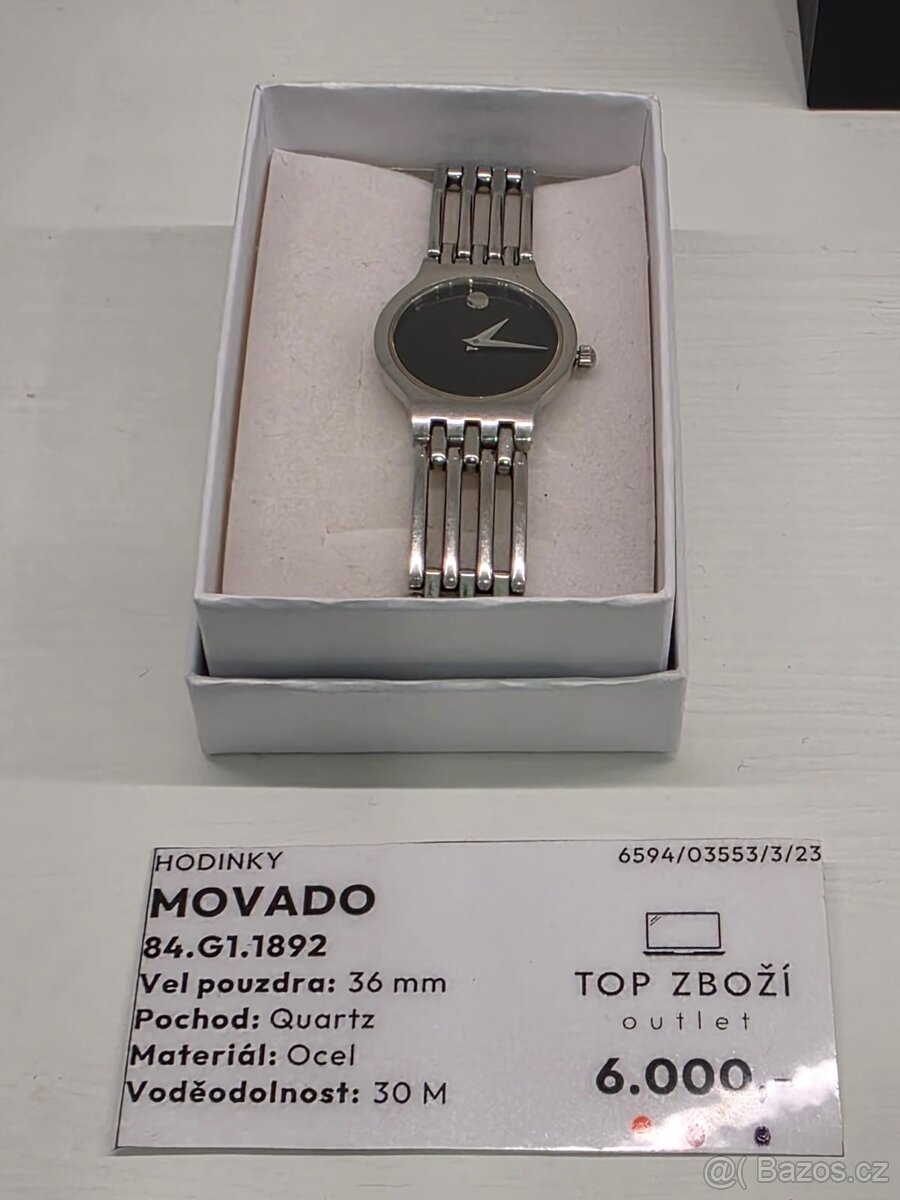 HODINKY
MOVADO
84.G1.1892
Vel pouzdra: 36 mm
Pochod: Quartz
Materiál: Ocel
Voděodolnost: 30 M
6594/03553/3/23
TOP ZBOŽÍ
outlet
6.000.-
@( Bazos.cz